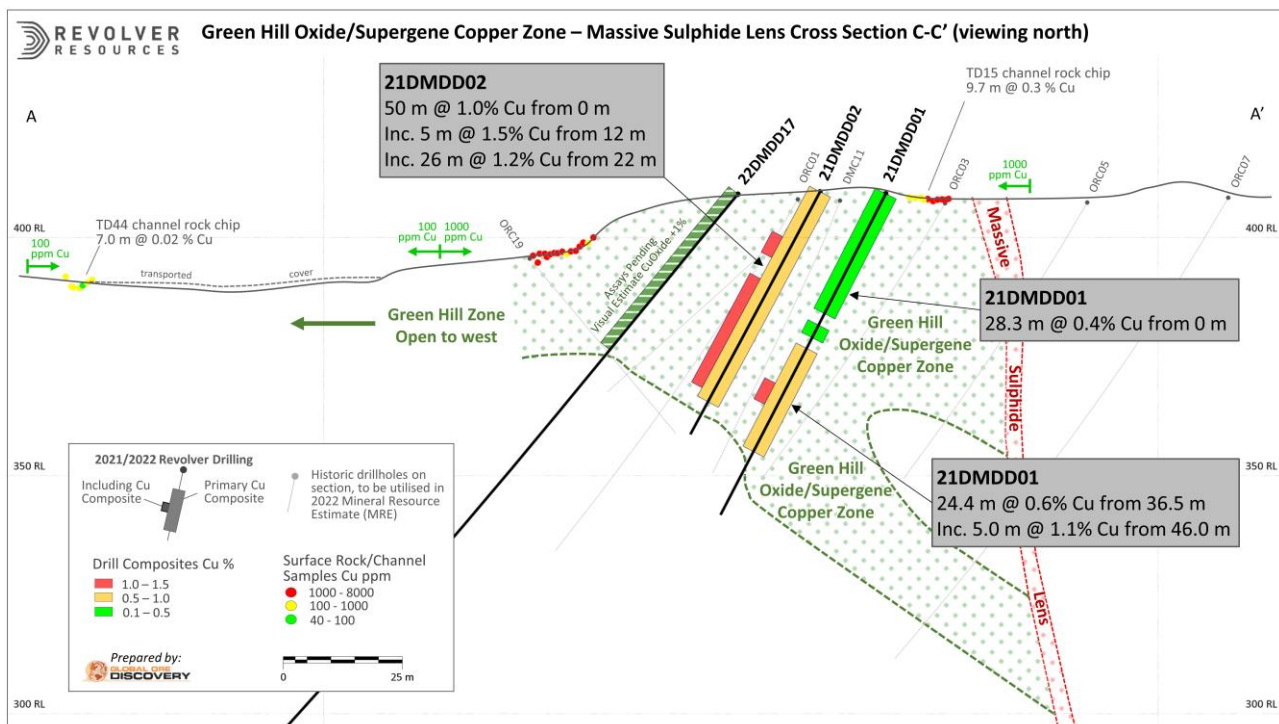 REVOLVER
RESOURCES
Green Hill Oxide/Supergene Copper Zone – Massive Sulphide Lens Cross Section C-C' (viewing north)
21DMDD02
50 m @ 1.0% Cu from 0 m
Inc. 5 m @ 1.5% Cu from 12 m
Inc. 26 m @ 1.2% Cu from 22 m
TD15 channel rock chip
9.7 m @ 0.3 % Cu
A
A'
22DMDD17
ORC01
21DMDD02
DMC11
21DMDD01
ORC03
1000
ppm Cu
ORC05
ORC07
TD44 channel rock chip
7.0 m @ 0.02 % Cu
400 RL
400 RL
100
ppm Cu
100
ppm Cu
1000
ppm Cu
ORC19
transported cover
Assays Pending
Visual Estimate CuOxide +1%
Massive
Sulphide
Lens
Green Hill Zone
Open to west
21DMDD01
28.3 m @ 0.4% Cu from 0 m
Green Hill
Oxide/Supergene
Copper Zone
Green Hill
Oxide/Supergene
Copper Zone
21DMDD01
24.4 m @ 0.6% Cu from 36.5 m
Inc. 5.0 m @ 1.1% Cu from 46.0 m
350 RL
350 RL
2021/2022 Revolver Drilling
Including Cu
Composite
Primary Cu
Composite
Historic drillholes on
section, to be utilised in
2022 Mineral Resource
Estimate (MRE)
Drill Composites Cu %
1.0 – 1.5
0.5 – 1.0
0.1 – 0.5
Surface Rock/Channel
Samples Cu ppm
1000 - 8000
100 - 1000
40 - 100
Prepared by:
GLOBAL ORE
DISCOVERY
0
25 m
300 RL
300 RL